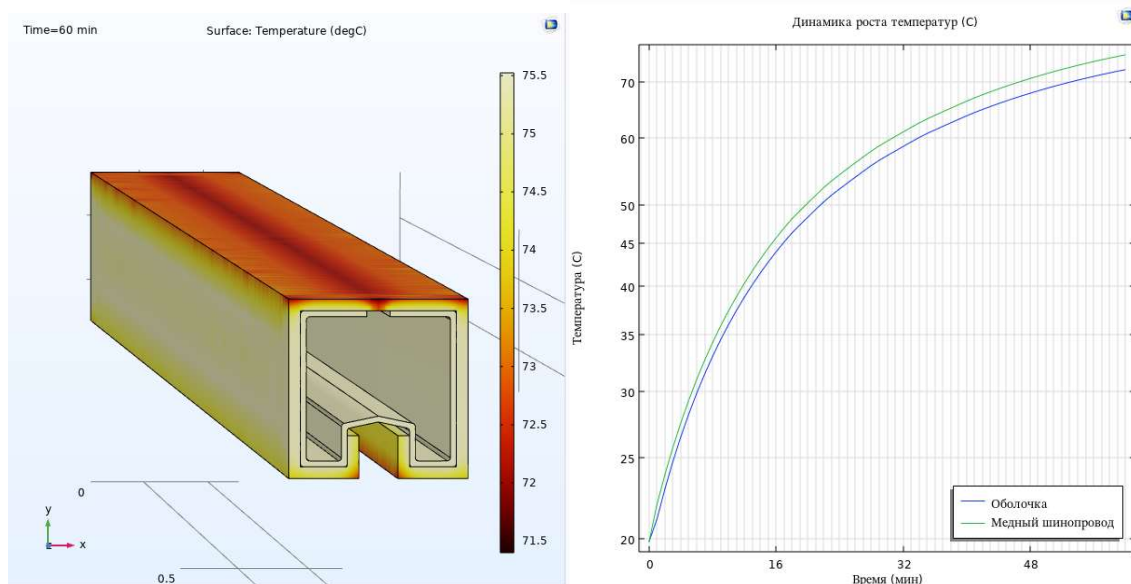 Time=60 min
Surface: Temperature (degC)
75.5
75
74.5
74
73.5
73
72.5
72
71.5
0
0.5
y
x
Динамика роста температур (C)
Температура (C)
70
60
50
45
40
35
30
25
20
Оболочка
Медный шинопровод
0
16
32
48
Время (мин)